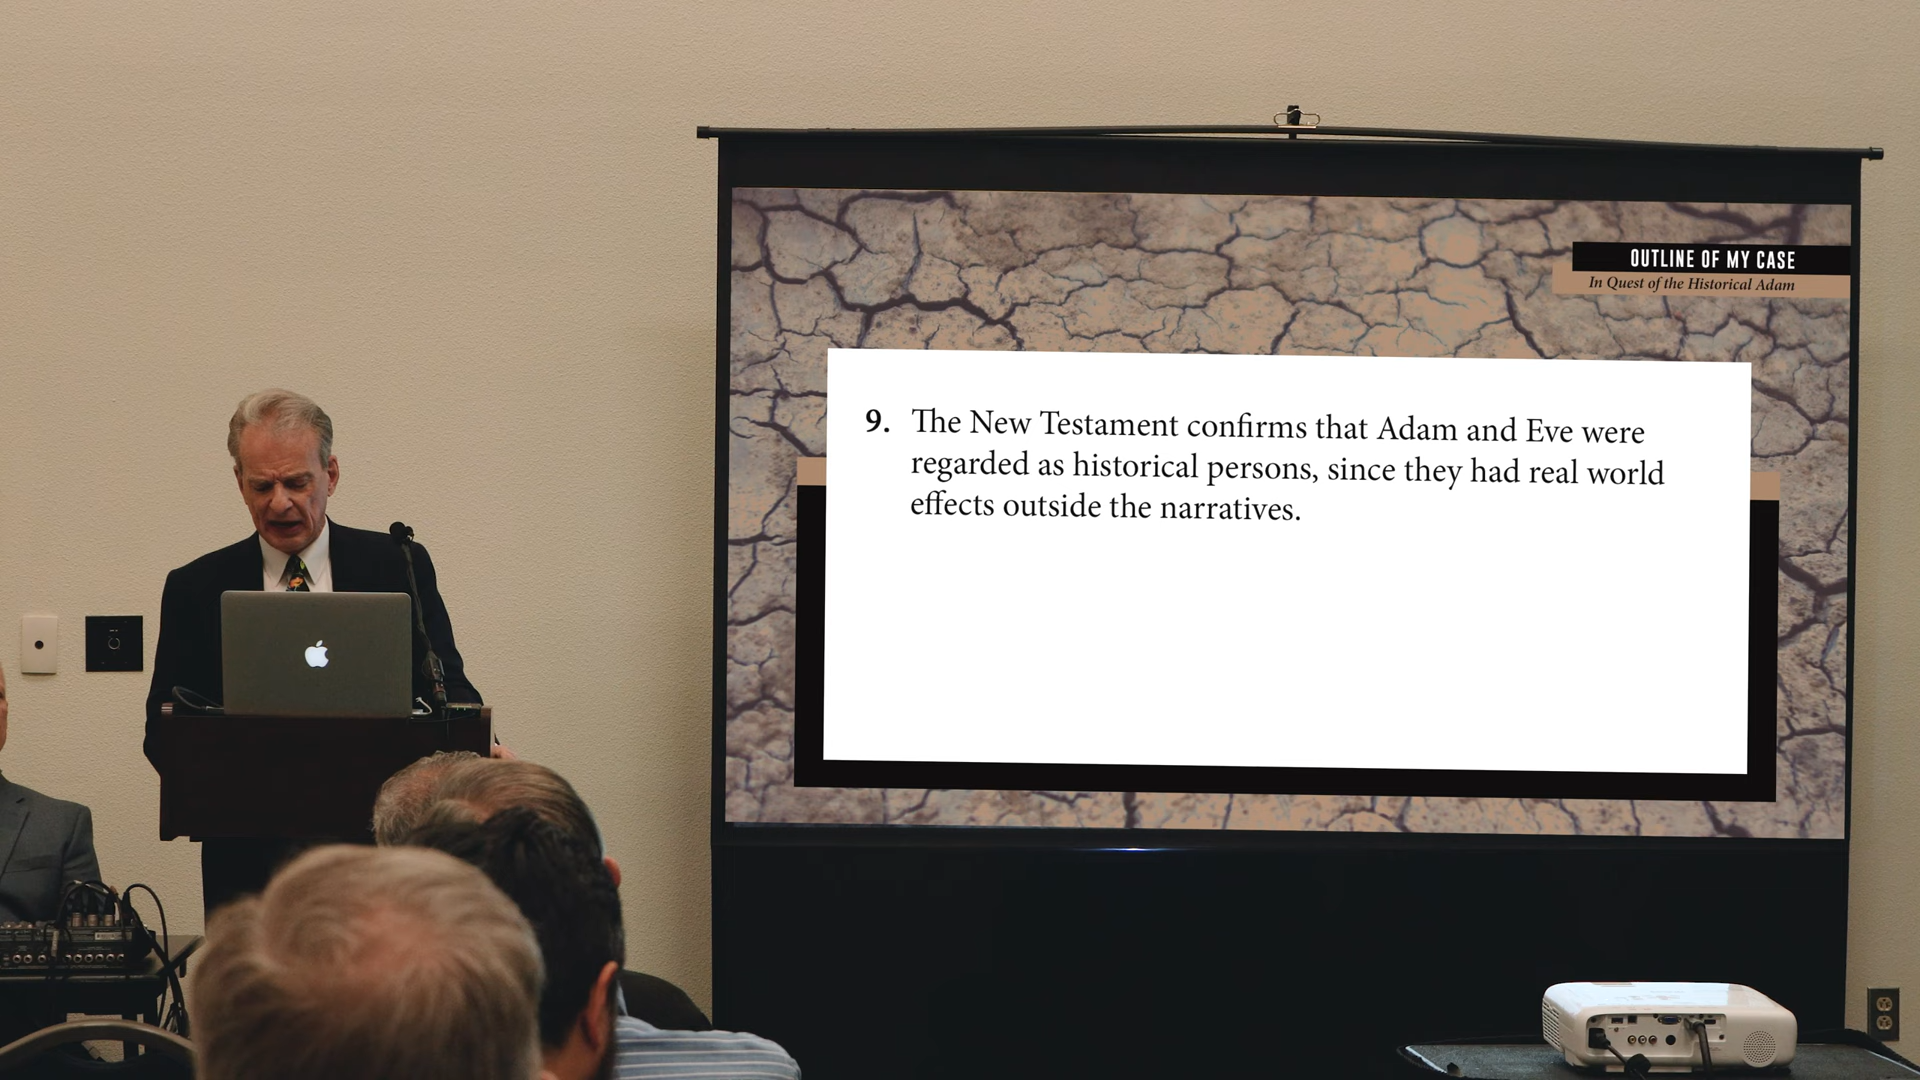 OUTLINE OF MY CASE
In Quest of the Historical Adam
9. The New Testament confirms that Adam and Eve were
regarded as historical persons, since they had real world
effects outside the narratives.